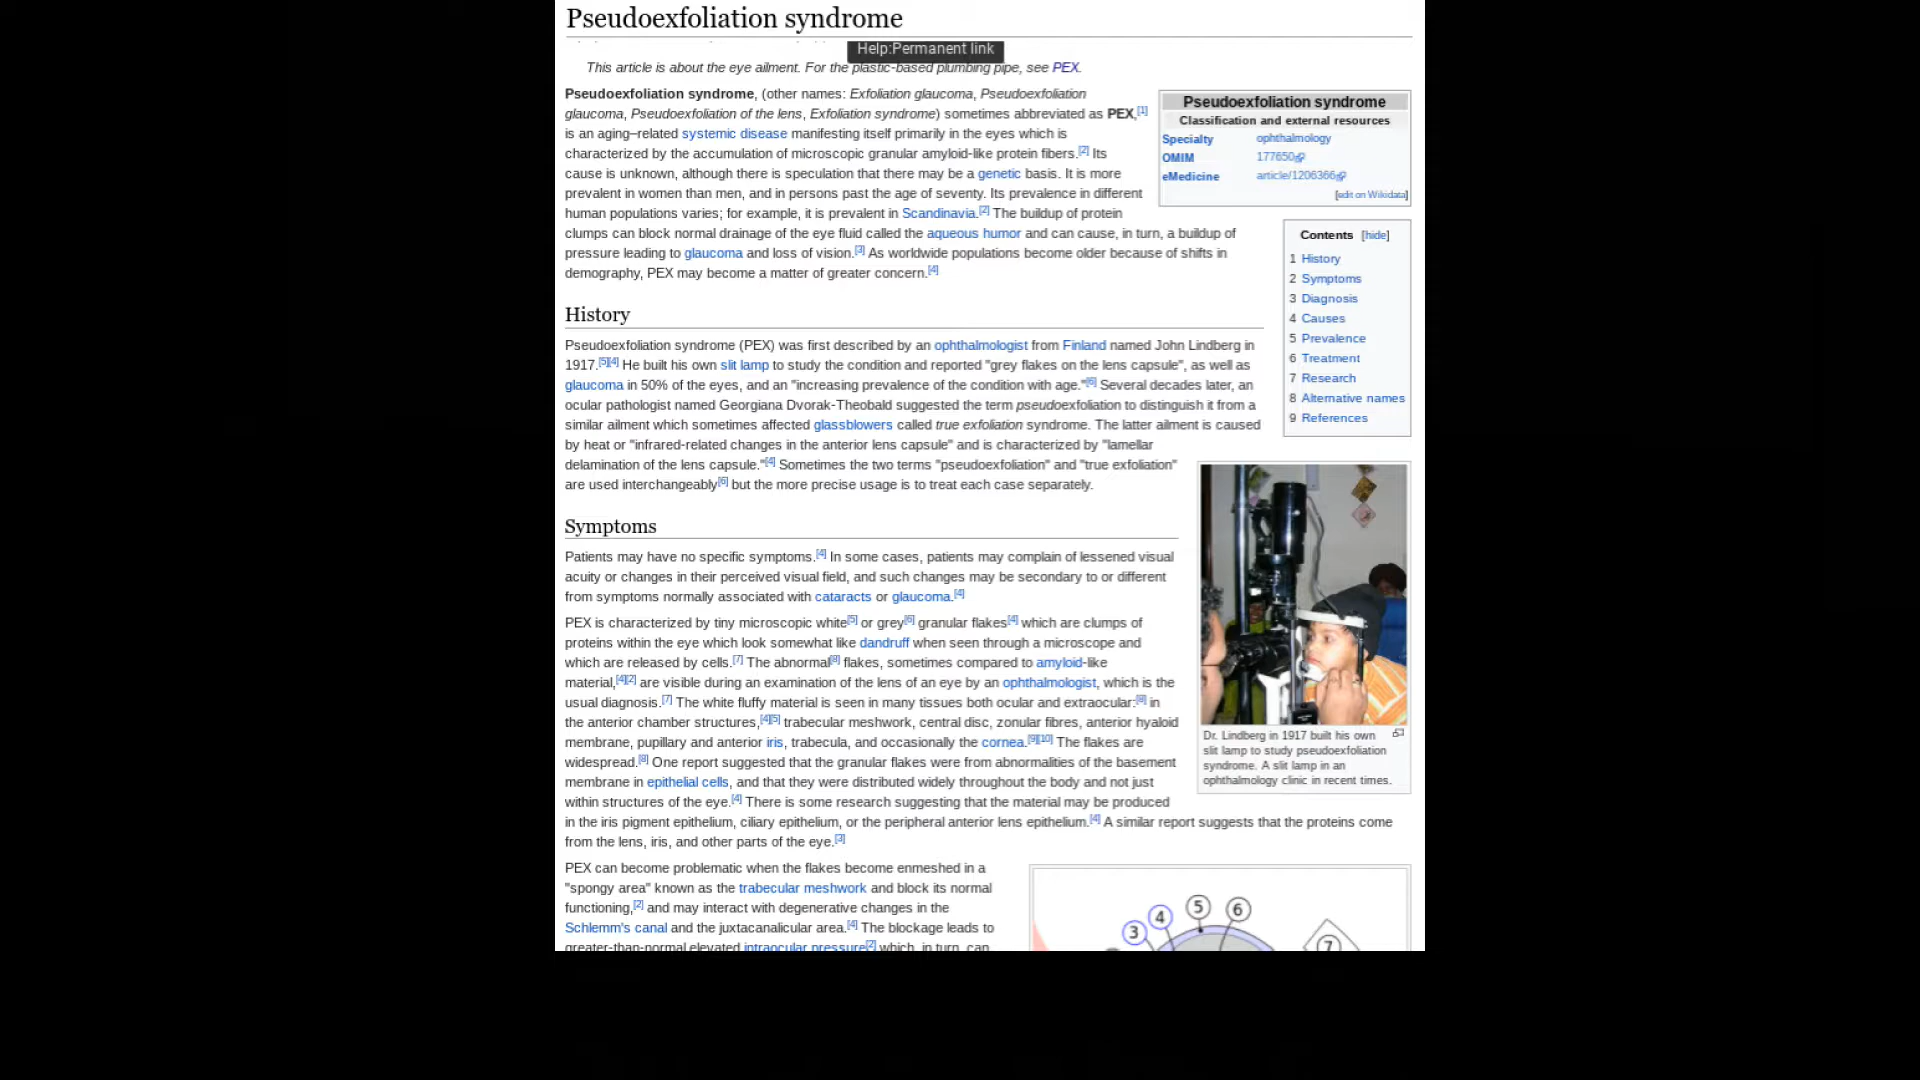 Pseudoexfoliation syndrome
Help:Permanent link
This article is about the eye ailment. For the plastic-based plumbing pipe, see PEX.
Pseudoexfoliation syndrome, (other names: Exfoliation glaucoma, Pseudoexfoliation
glaucoma, Pseudoexfoliation of the lens, Exfoliation syndrome) sometimes abbreviated as PEX,[1]
is an aging–related systemic disease manifesting itself primarily in the eyes which is
characterized by the accumulation of microscopic granular amyloid-like protein fibers.[2] Its
cause is unknown, although there is speculation that there may be a genetic basis. It is more
prevalent in women than men, and in persons past the age of seventy. Its prevalence in different
human populations varies; for example, it is prevalent in Scandinavia.[2] The buildup of protein
clumps can block normal drainage of the eye fluid called the aqueous humor and can cause, in turn, a buildup of
pressure leading to glaucoma and loss of vision.[3] As worldwide populations become older because of shifts in
demography, PEX may become a matter of greater concern.[4]
Pseudoexfoliation syndrome
Classification and external resources
Specialty ophthalmology
OMIM 177650
eMedicine article/1206366
[edit on Wikidata]
Contents [hide]
1 History
2 Symptoms
3 Diagnosis
4 Causes
5 Prevalence
6 Treatment
7 Research
8 Alternative names
9 References
History
Pseudoexfoliation syndrome (PEX) was first described by an ophthalmologist from Finland named John Lindberg in
1917.[5][4] He built his own slit lamp to study the condition and reported "grey flakes on the lens capsule", as well as
glaucoma in 50% of the eyes, and an "increasing prevalence of the condition with age."[6] Several decades later, an
ocular pathologist named Georgiana Dvorak-Theobald suggested the term pseudoexfoliation to distinguish it from a
similar ailment which sometimes affected glassblowers called true exfoliation syndrome. The latter ailment is caused
by heat or "infrared-related changes in the anterior lens capsule" and is characterized by "lamellar
delamination of the lens capsule."[4] Sometimes the two terms "pseudoexfoliation" and "true exfoliation"
are used interchangeably[6] but the more precise usage is to treat each case separately.
Symptoms
Patients may have no specific symptoms.[4] In some cases, patients may complain of lessened visual
acuity or changes in their perceived visual field, and such changes may be secondary to or different
from symptoms normally associated with cataracts or glaucoma.[4]
PEX is characterized by tiny microscopic white[5] or grey[6] granular flakes[4] which are clumps of
proteins within the eye which look somewhat like dandruff when seen through a microscope and
which are released by cells.[7] The abnormal[8] flakes, sometimes compared to amyloid-like
material,[4][2] are visible during an examination of the lens of an eye by an ophthalmologist, which is the
usual diagnosis.[7] The white fluffy material is seen in many tissues both ocular and extraocular:[9] in
the anterior chamber structures,[4][5] trabecular meshwork, central disc, zonular fibres, anterior hyaloid
membrane, pupillary and anterior iris, trabecula, and occasionally the cornea.[9][10] The flakes are
widespread.[8] One report suggested that the granular flakes were from abnormalities of the basement
membrane in epithelial cells, and that they were distributed widely throughout the body and not just
within structures of the eye.[4] There is some research suggesting that the material may be produced
in the iris pigment epithelium, ciliary epithelium, or the peripheral anterior lens epithelium.[4] A similar report suggests that the proteins come
from the lens, iris, and other parts of the eye.[3]
Dr. Lindberg in 1917 built his own
slit lamp to study pseudoexfoliation
syndrome. A slit lamp in an
ophthalmology clinic in recent times.
PEX can become problematic when the flakes become enmeshed in a
"spongy area" known as the trabecular meshwork and block its normal
functioning,[2] and may interact with degenerative changes in the
Schlemm's canal and the juxtacanalicular area.[4] The blockage leads to
greater-than-normal elevated intraocular pressure[2] which, in turn, can
3 4 5 6 7